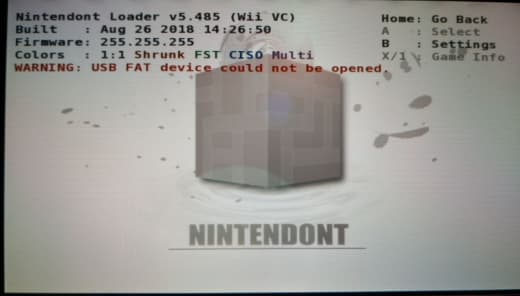 Nintendont Loader v5.485 (Wii VC)
Built   : Aug 26 2018 14:26:50
Firmware: 255.255.255
Colors  : 1:1 Shrunk FST CISO Multi
WARNING: USB FAT device could not be opened.
Home: Go Back
A   : Select
B   : Settings
X/1 : Game Info
NINTENDONT